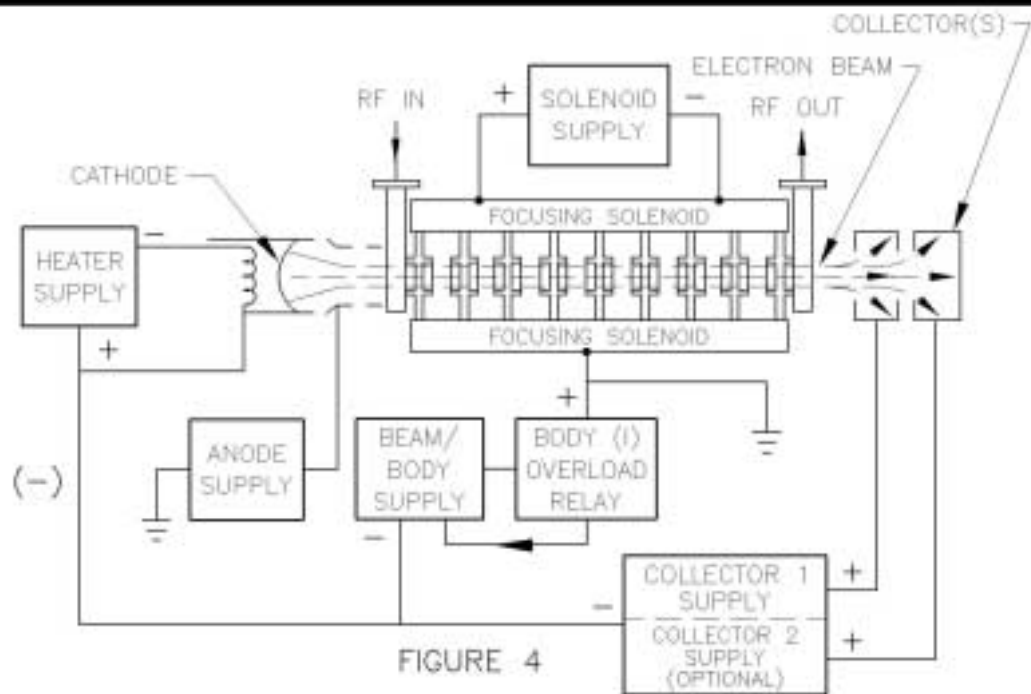 COLLECTOR(S)
ELECTRON BEAM
RF IN
+
SOLENOID
SUPPLY
-
RF OUT
CATHODE
FOCUSING SOLENOID
-
HEATER
SUPPLY
+
FOCUSING SOLENOID
+
ANODE
SUPPLY
BEAM/
BODY
SUPPLY
BODY (I)
OVERLOAD
RELAY
(-)
-
-
COLLECTOR 1
SUPPLY
+
COLLECTOR 2
SUPPLY
(OPTIONAL)
+
FIGURE 4